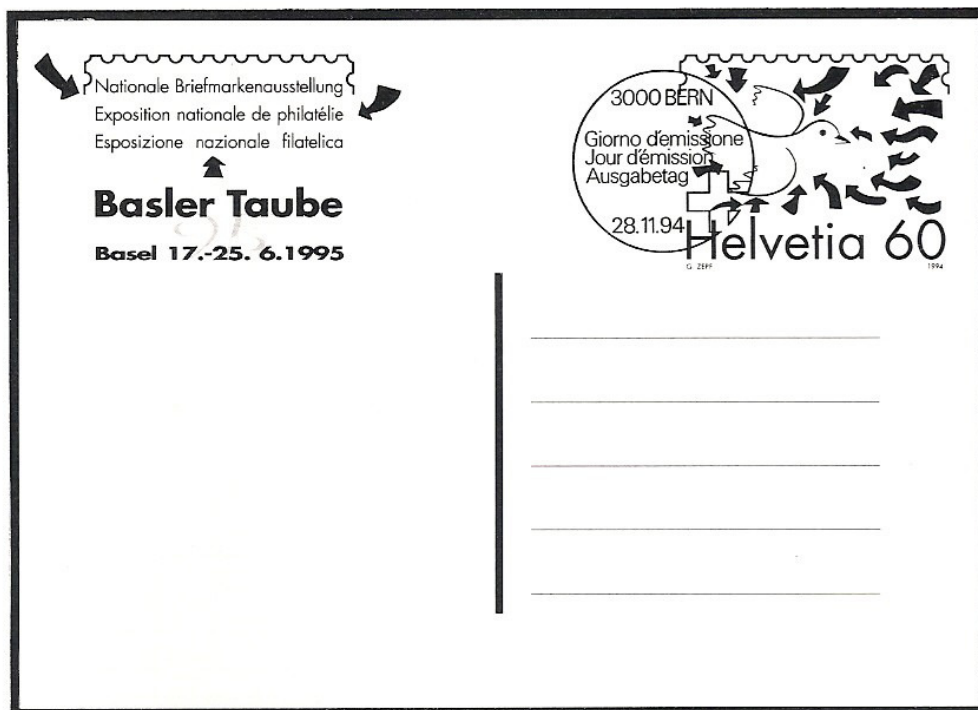 Nationale Briefmarkenausstellung
Exposition nationale de philatélie
Esposizione nazionale filatelica
Basler Taube
Basel 17.-25. 6.1995
3000 BERN
Giorno d'emissione
Jour d'émission
Ausgabetag
28.11.94
Helvetia 60
G. ZEPF 1994